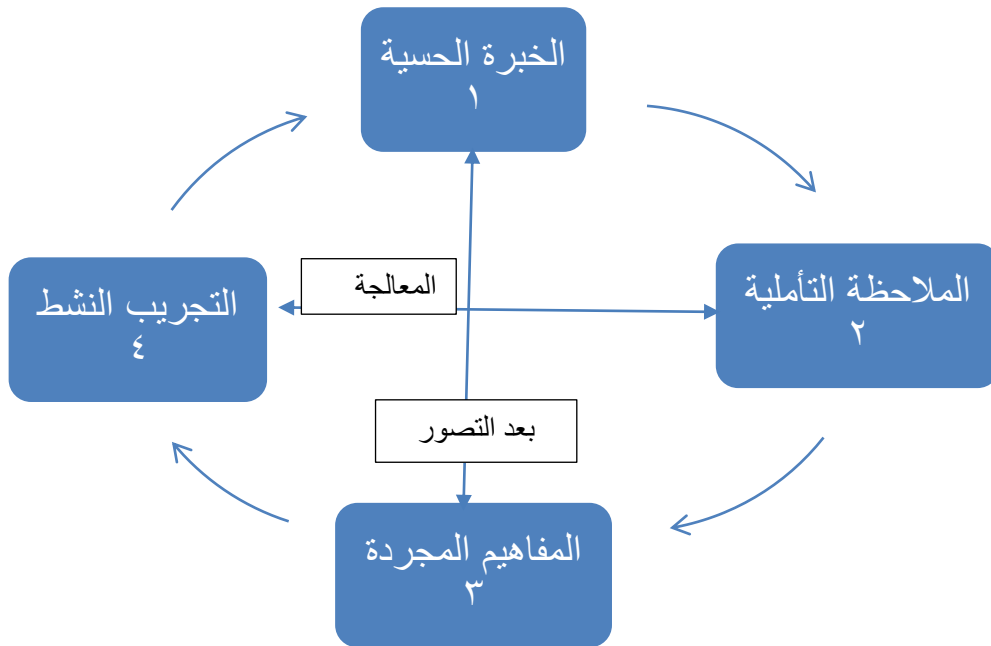 الخبرة الحسية
١
الملاحظة التأملية
٢
المعالجة
التجريب النشط
٤
بعد التصور
المفاهيم المجردة
٣